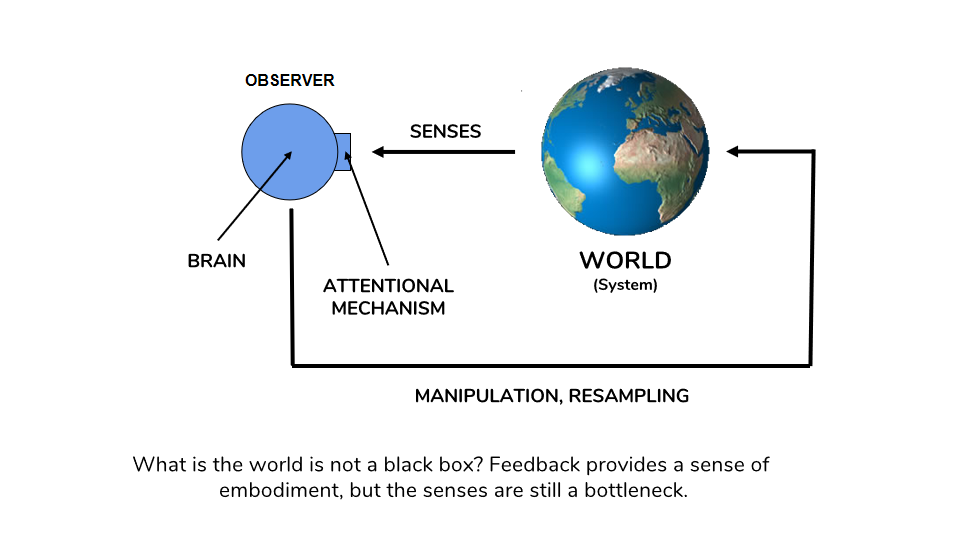 OBSERVER
SENSES
BRAIN
ATTENTIONAL
MECHANISM
WORLD
(System)
MANIPULATION, RESAMPLING
What is the world is not a black box? Feedback provides a sense of
embodiment, but the senses are still a bottleneck.